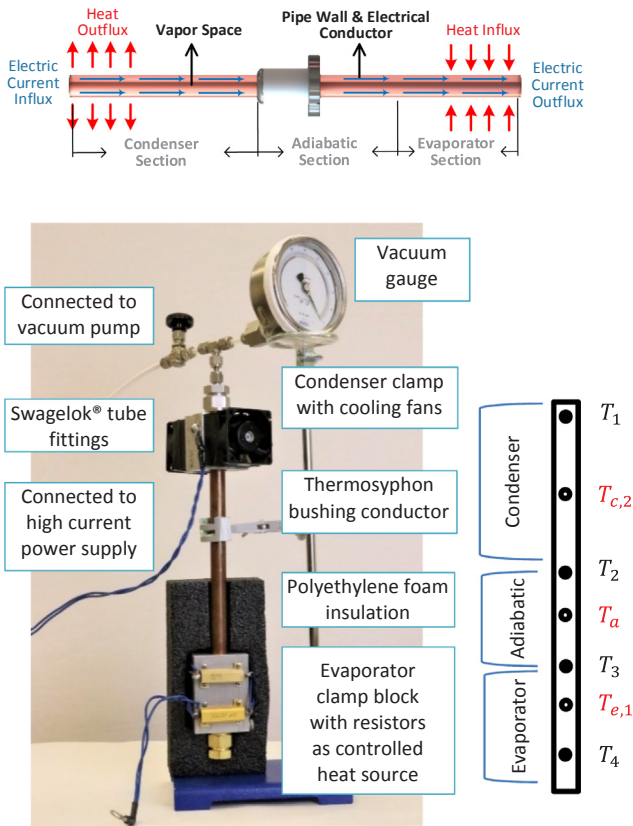 Heat
Outflux
Vapor Space
Pipe Wall & Electrical
Conductor
Heat Influx
Electric
Current
Influx
Electric
Current
Outflux
Condenser
Section
Adiabatic
Section
Evaporator
Section
Vacuum
gauge
Connected to
vacuum pump
Condenser clamp
with cooling fans
Swagelok® tube
fittings
Thermosyphon
bushing conductor
Connected to
high current
power supply
Polyethylene foam
insulation
Evaporator
clamp block
with resistors
as controlled
heat source
Condenser
Adiabatic
Evaporator
T1
Tc,2
T2
Ta
T3
Te,1
T4